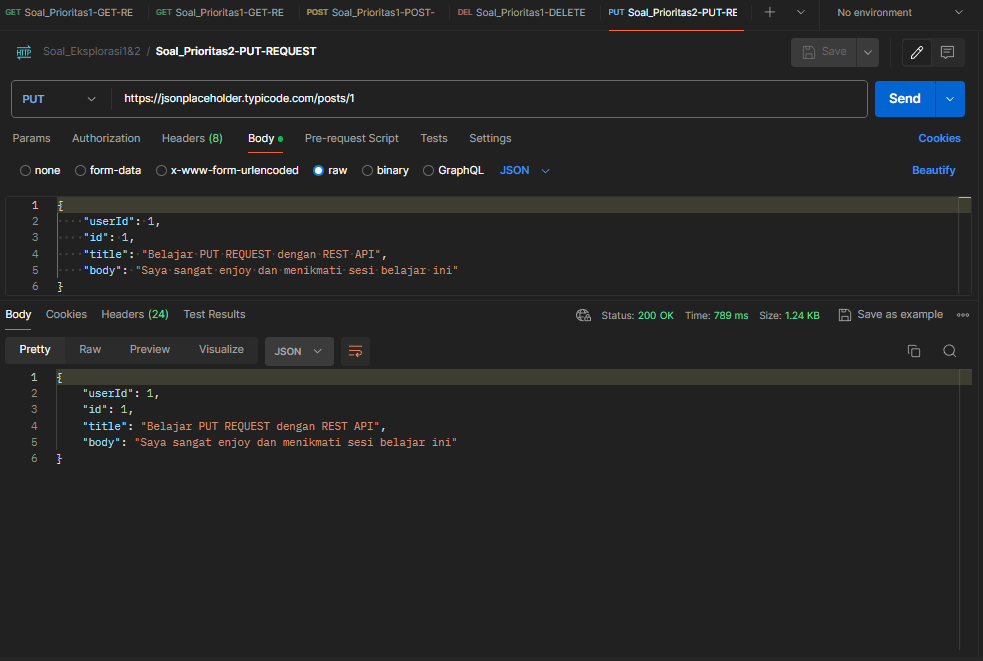 GET Soal_Prioritas1-GET-RE GET Soal_Prioritas1-GET-RE POST Soal_Prioritas1-POST- DEL Soal_Prioritas1-DELETE PUT Soal_Prioritas2-PUT-RE No environment
HTTP Soal_Eksplorasi1&2 / Soal_Prioritas2-PUT-REQUEST Save
PUT https://jsonplaceholder.typicode.com/posts/1 Send
Params Authorization Headers (8) Body Pre-request Script Tests Settings Cookies
none form-data x-www-form-urlencoded raw binary GraphQL JSON Beautify
1 {
2 "userId": 1,
3 "id": 1,
4 "title": "Belajar PUT REQUEST dengan REST API",
5 "body": "Saya sangat enjoy dan menikmati sesi belajar ini"
6 }
Body Cookies Headers (24) Test Results Status: 200 OK Time: 789 ms Size: 1.24 KB Save as example
Pretty Raw Preview Visualize JSON
1 {
2 "userId": 1,
3 "id": 1,
4 "title": "Belajar PUT REQUEST dengan REST API",
5 "body": "Saya sangat enjoy dan menikmati sesi belajar ini"
6 }